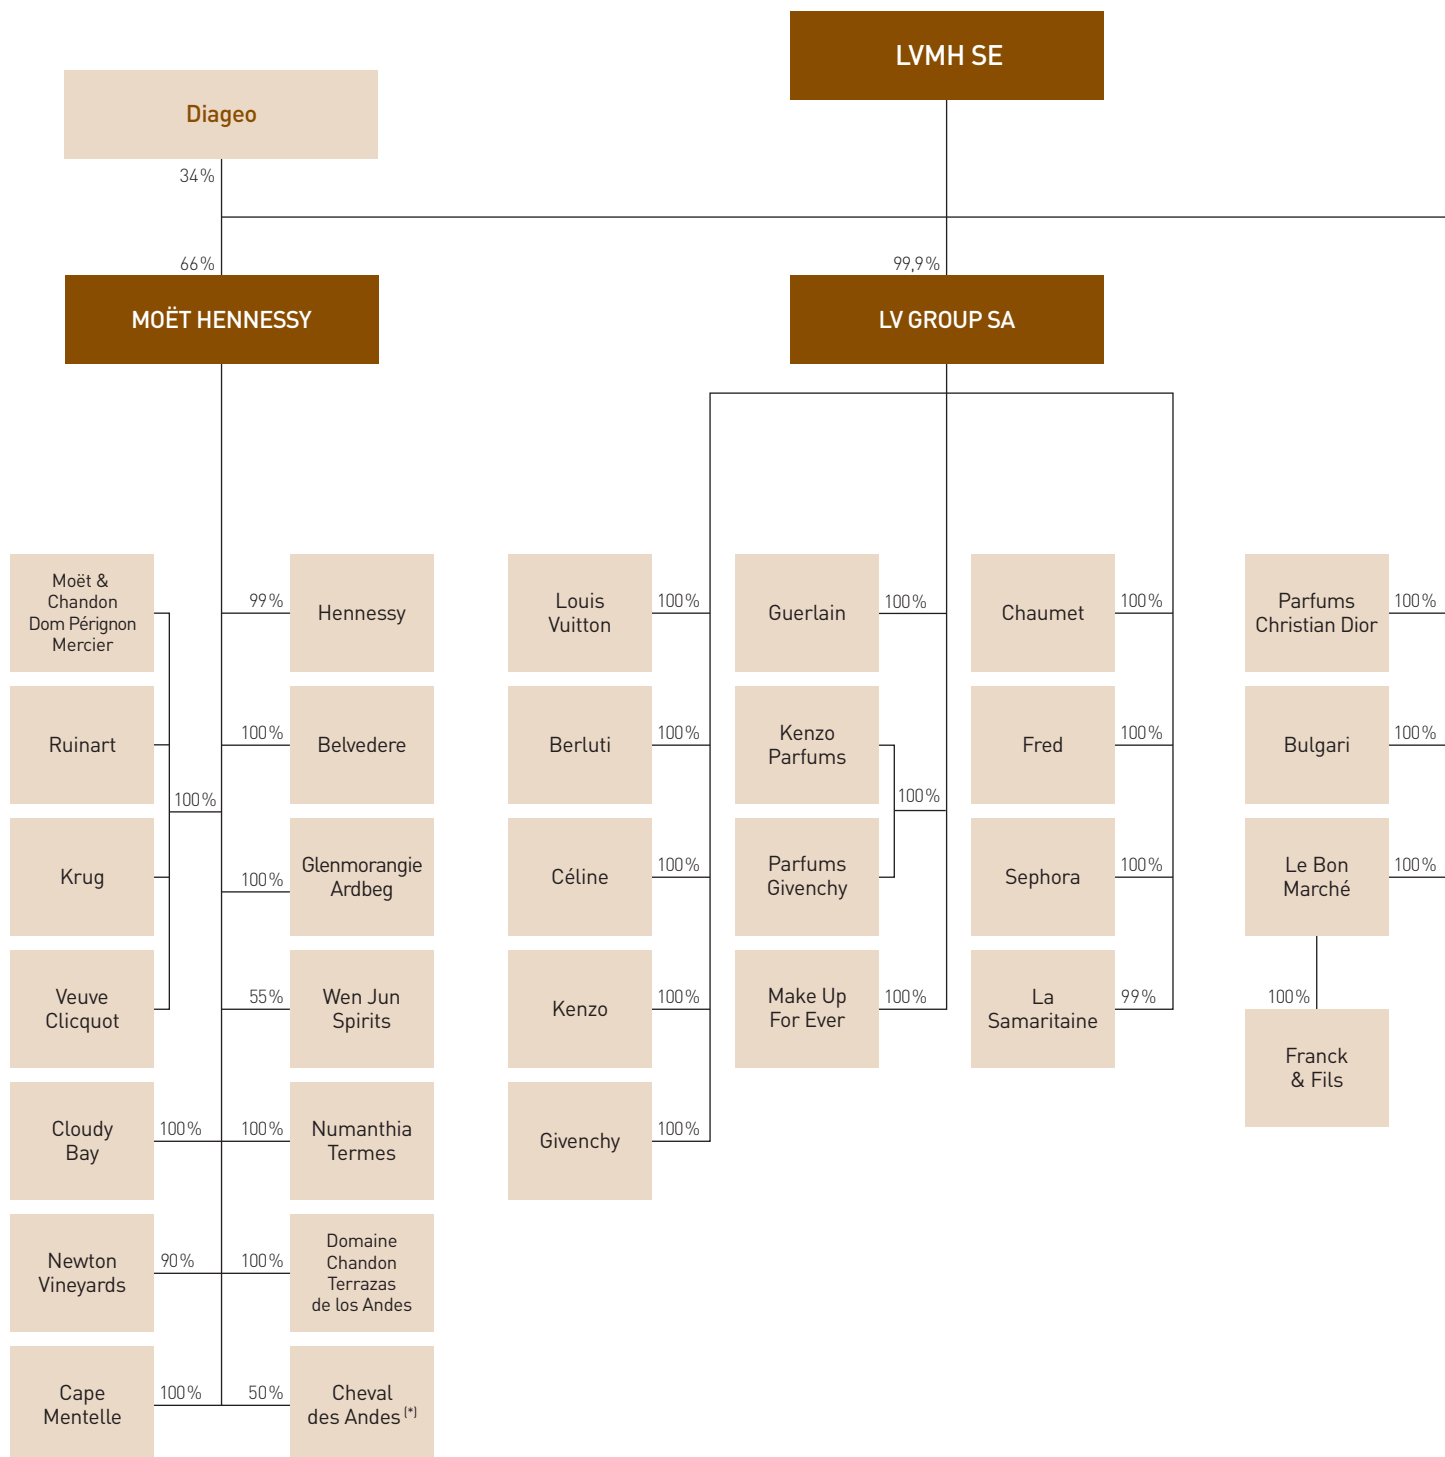 LVMH SE
Diageo
34%
66%
99,9%
MOËT HENNESSY
LV GROUP SA
Moët &
Chandon
Dom Pérignon
Mercier
99%
Hennessy
Louis
Vuitton
100%
Guerlain
100%
Chaumet
100%
Parfums
Christian Dior
100%
Ruinart
100%
Belvedere
Berluti
100%
Kenzo
Parfums
Fred
100%
Bulgari
100%
100%
100%
Krug
100%
Glenmorangie
Ardbeg
Céline
100%
Parfums
Givenchy
Sephora
100%
Le Bon
Marché
100%
Veuve
Clicquot
55%
Wen Jun
Spirits
Kenzo
100%
Make Up
For Ever
100%
La
Samaritaine
99%
100%
Franck
& Fils
Cloudy
Bay
100%
100%
Numanthia
Termes
Givenchy
100%
Newton
Vineyards
90%
100%
Domaine
Chandon
Terrazas
de los Andes
Cape
Mentelle
100%
50%
Cheval
des Andes (*)